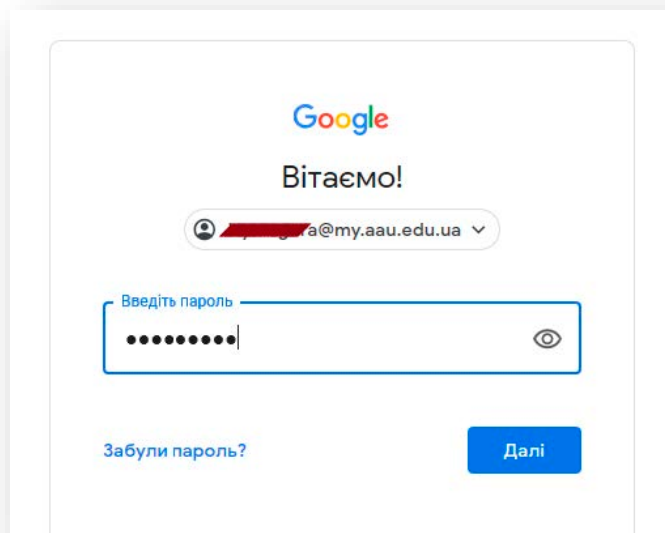 Google
Вітаємо!
a@my.aau.edu.ua
Введіть пароль
•••••••••
Забули пароль?
Далі